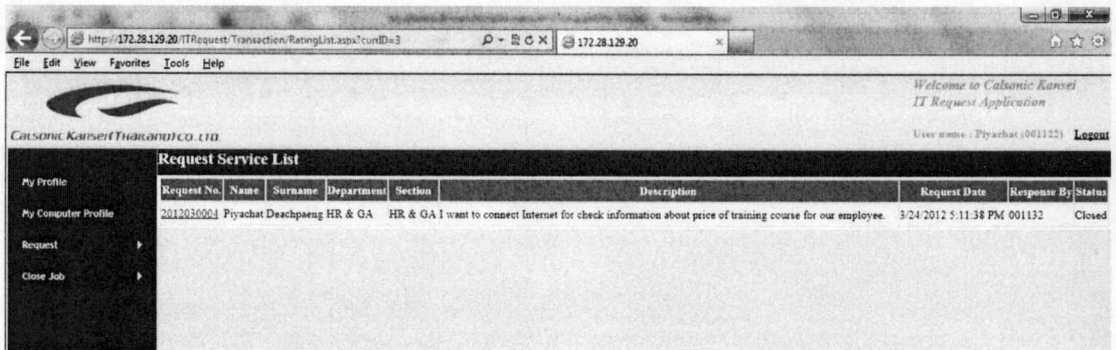 http://172.28.129.20/ITRequest/Transaction/RatingList.aspx?currID=3
172.28.129.20
File Edit View Favorites Tools Help
Welcome to Calsonic Kansei
IT Request Application
Calsonic Kansei (Thailand) CO. LTD.
User name : Piyachat (001122) Logout
Request Service List
My Profile
My Computer Profile
Request
Close Job
Request No. Name Surname Department Section Description Request Date Response By Status
2012030004 Piyachat Deachpaeng HR & GA HR & GA I want to connect Internet for check information about price of training course for our employee. 3/24/2012 5:11:38 PM 001132 Closed